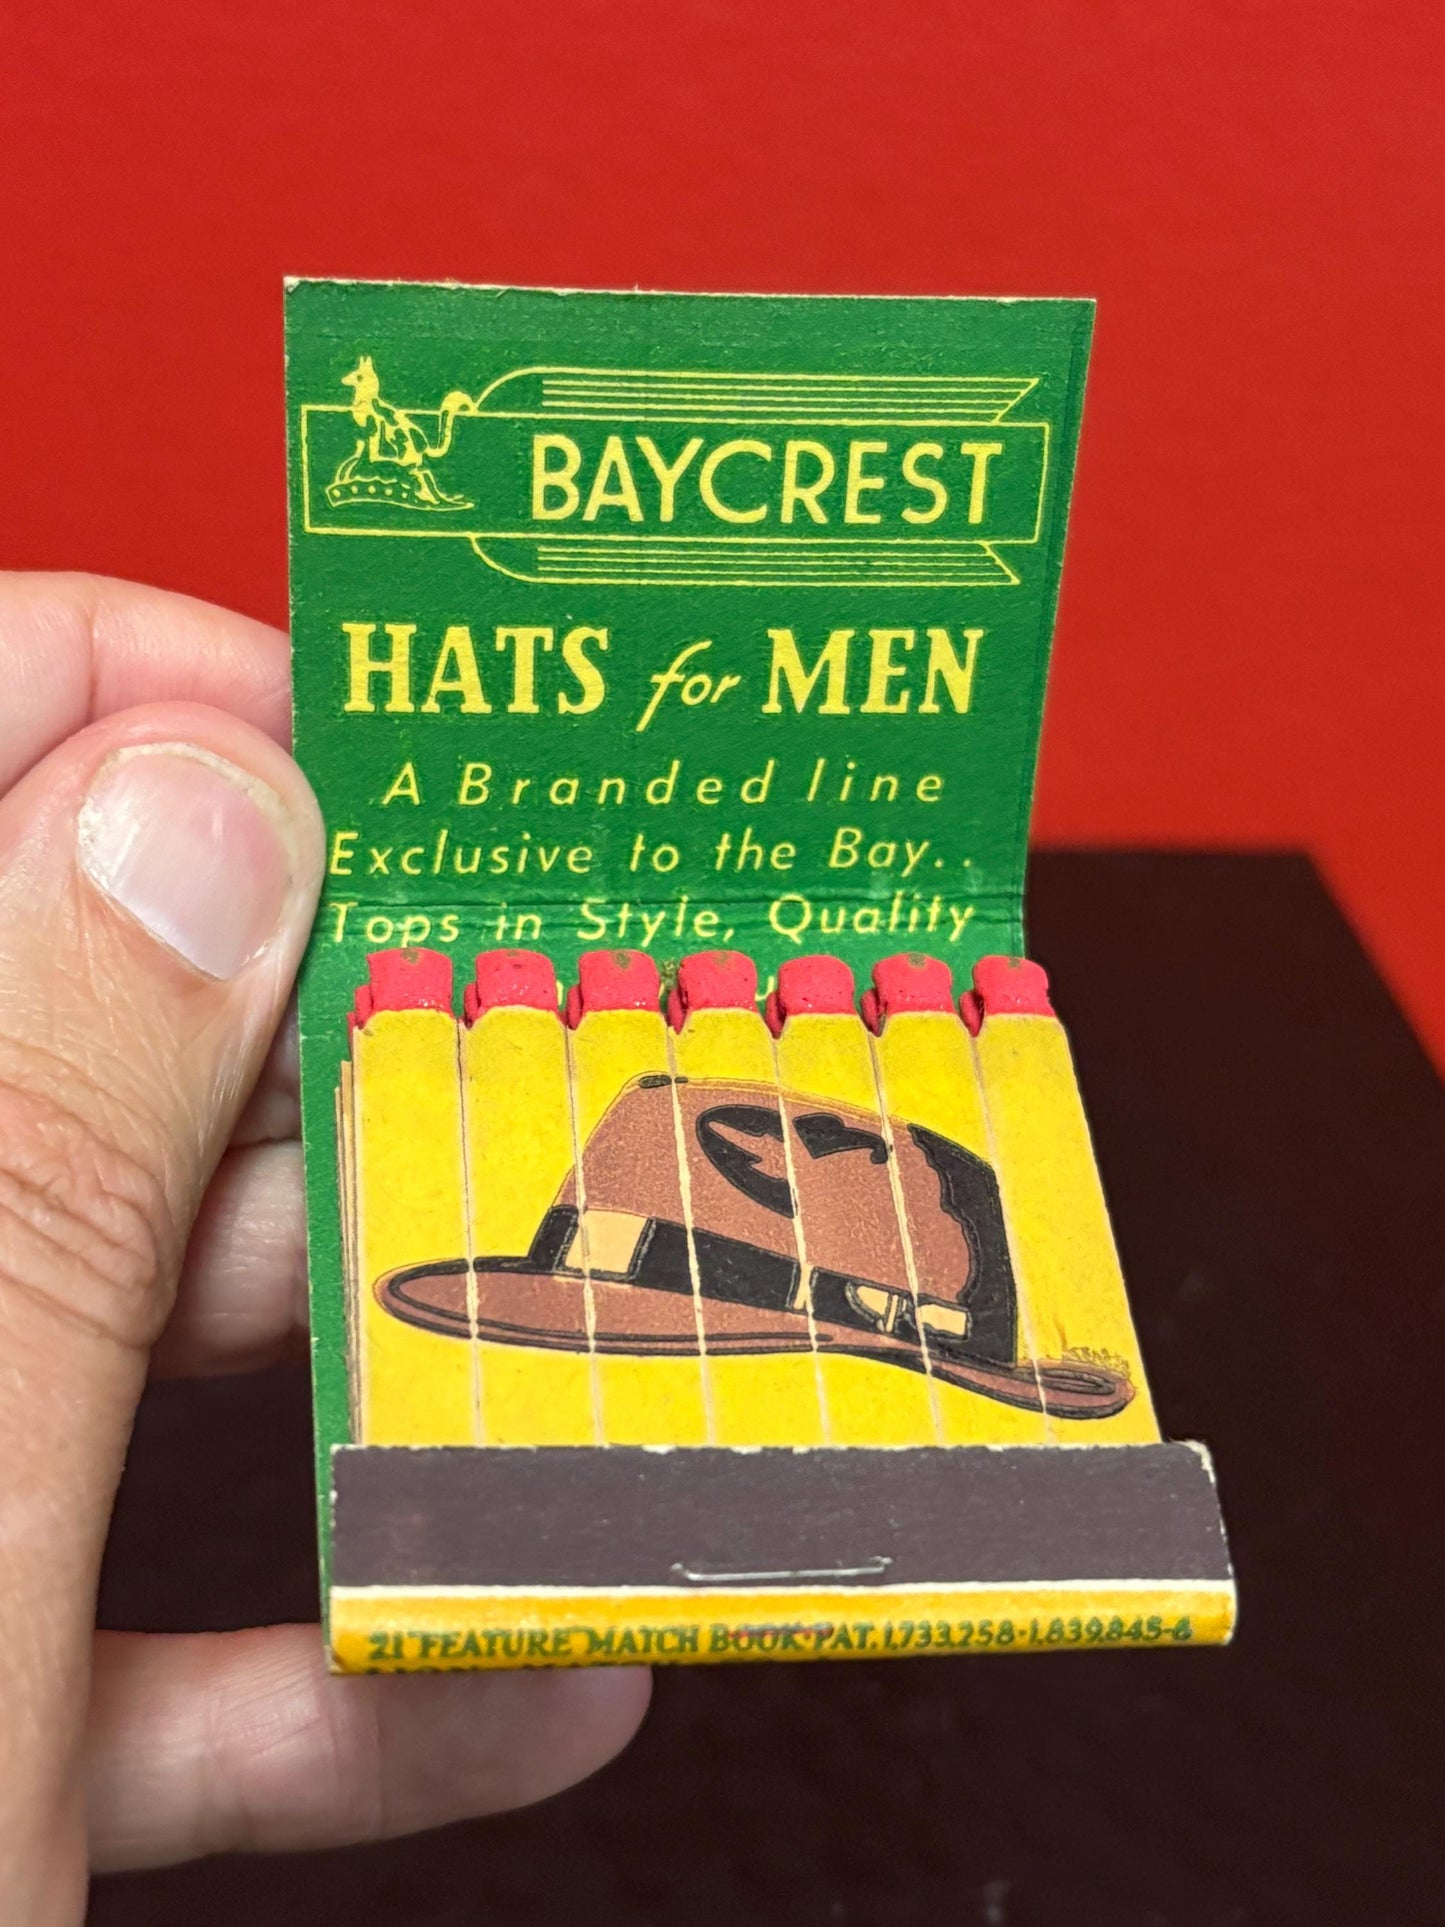 BAYCREST
HATS for MEN
A Branded line
Exclusive to the Bay..
Tops in Style, Quality
21 FEATURE MATCH BOOK·PAT. 1,733,258·1,839,845-6